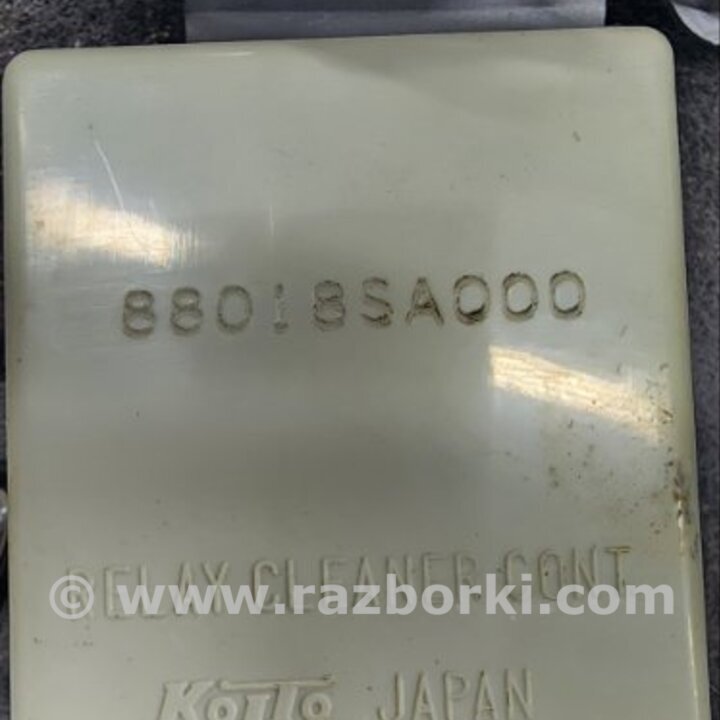 88018SA000
RELAY.CLEANER.CONT
© www.razborki.com
KOITO JAPAN